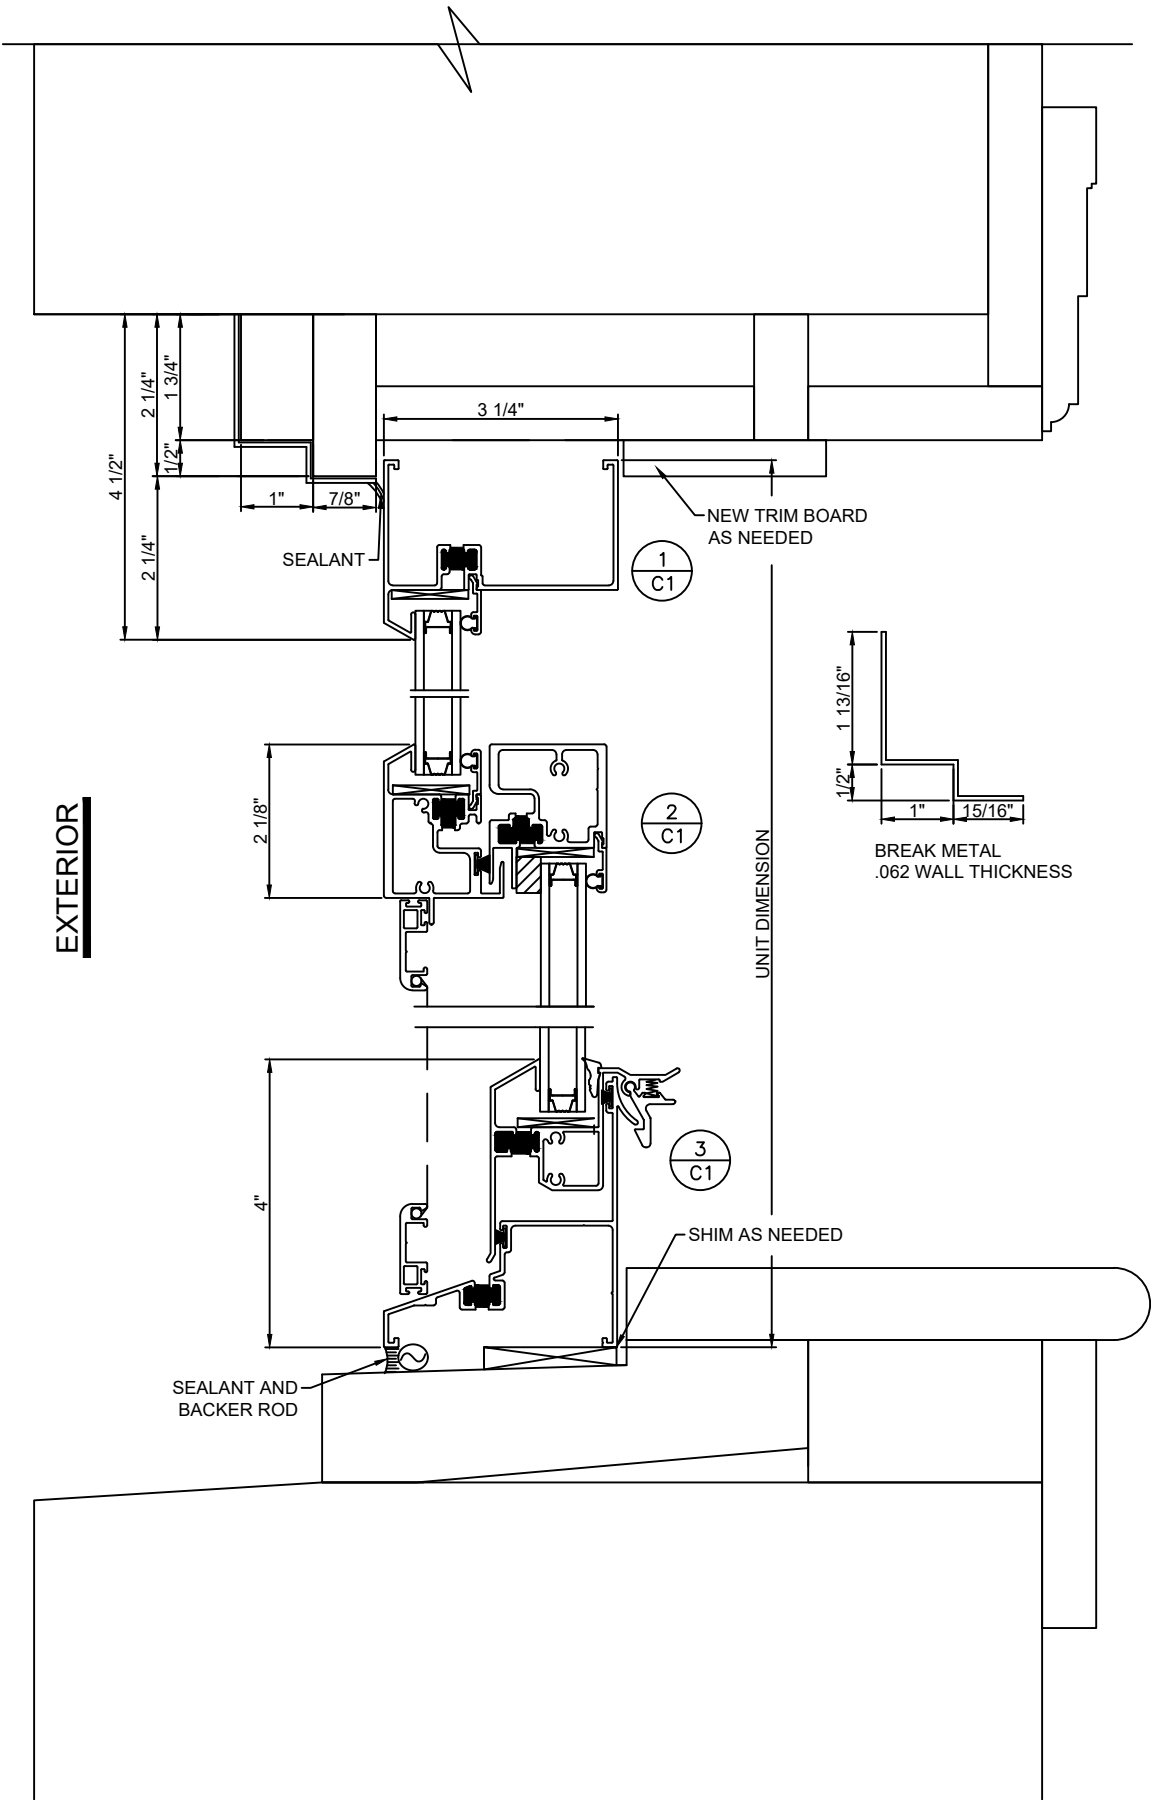 4 1/2"
2 1/4"
1 3/4"
1/2"
2 1/4"
1"
7/8"
3 1/4"
SEALANT
NEW TRIM BOARD
AS NEEDED
1
C1
EXTERIOR
2 1/8"
2
C1
UNIT DIMENSION
1 13/16"
1/2"
1"
15/16"
BREAK METAL
.062 WALL THICKNESS
4"
3
C1
SHIM AS NEEDED
SEALANT AND
BACKER ROD